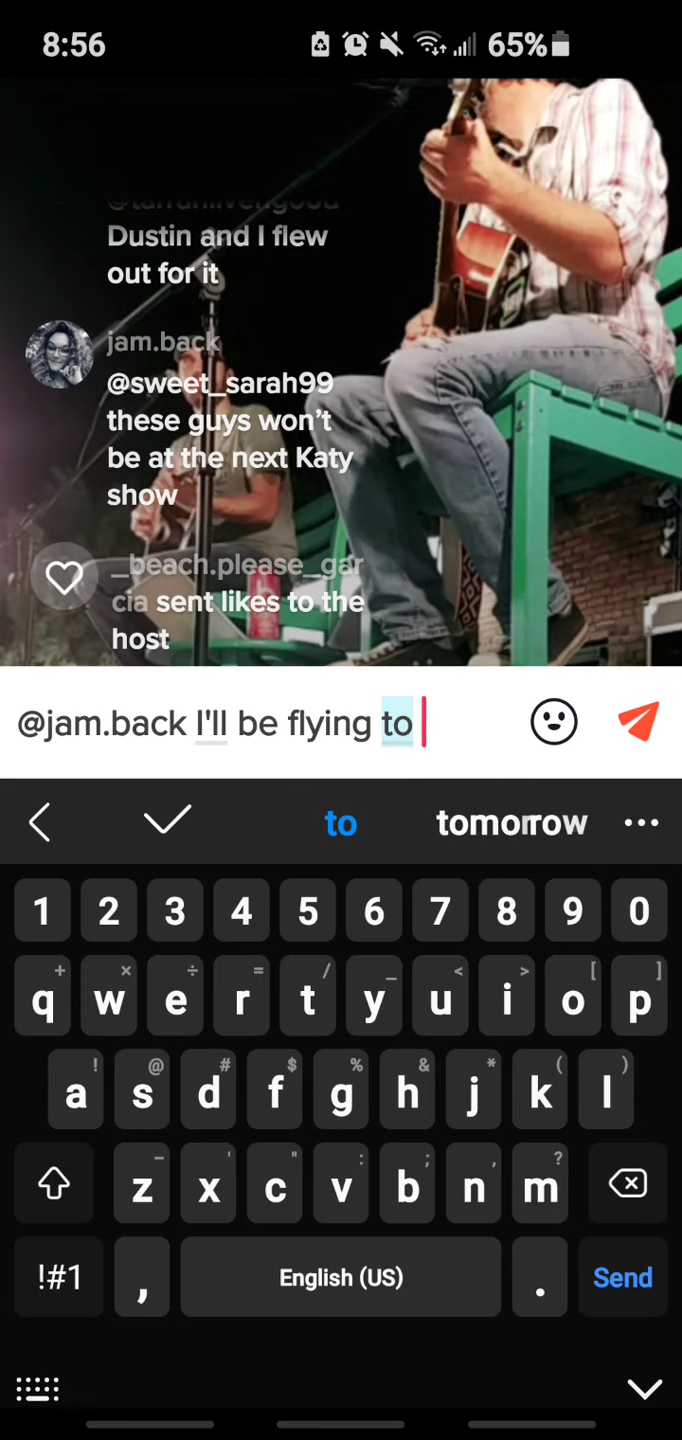 8:56
65%
Dustin and I flew
out for it
jam.back
@sweet_sarah99
these guys won't
be at the next Katy
show
_beach.please_gar
cia sent likes to the
host
@jam.back I'll be flying to
to tomorrow
1 2 3 4 5 6 7 8 9 0
+ × ÷ = / _ < > [ ]
q w e r t y u i o p
! @ # $ % & * ( )
a s d f g h j k l
- ' " : ; , ?
z x c v b n m
!#1 , English (US) . Send